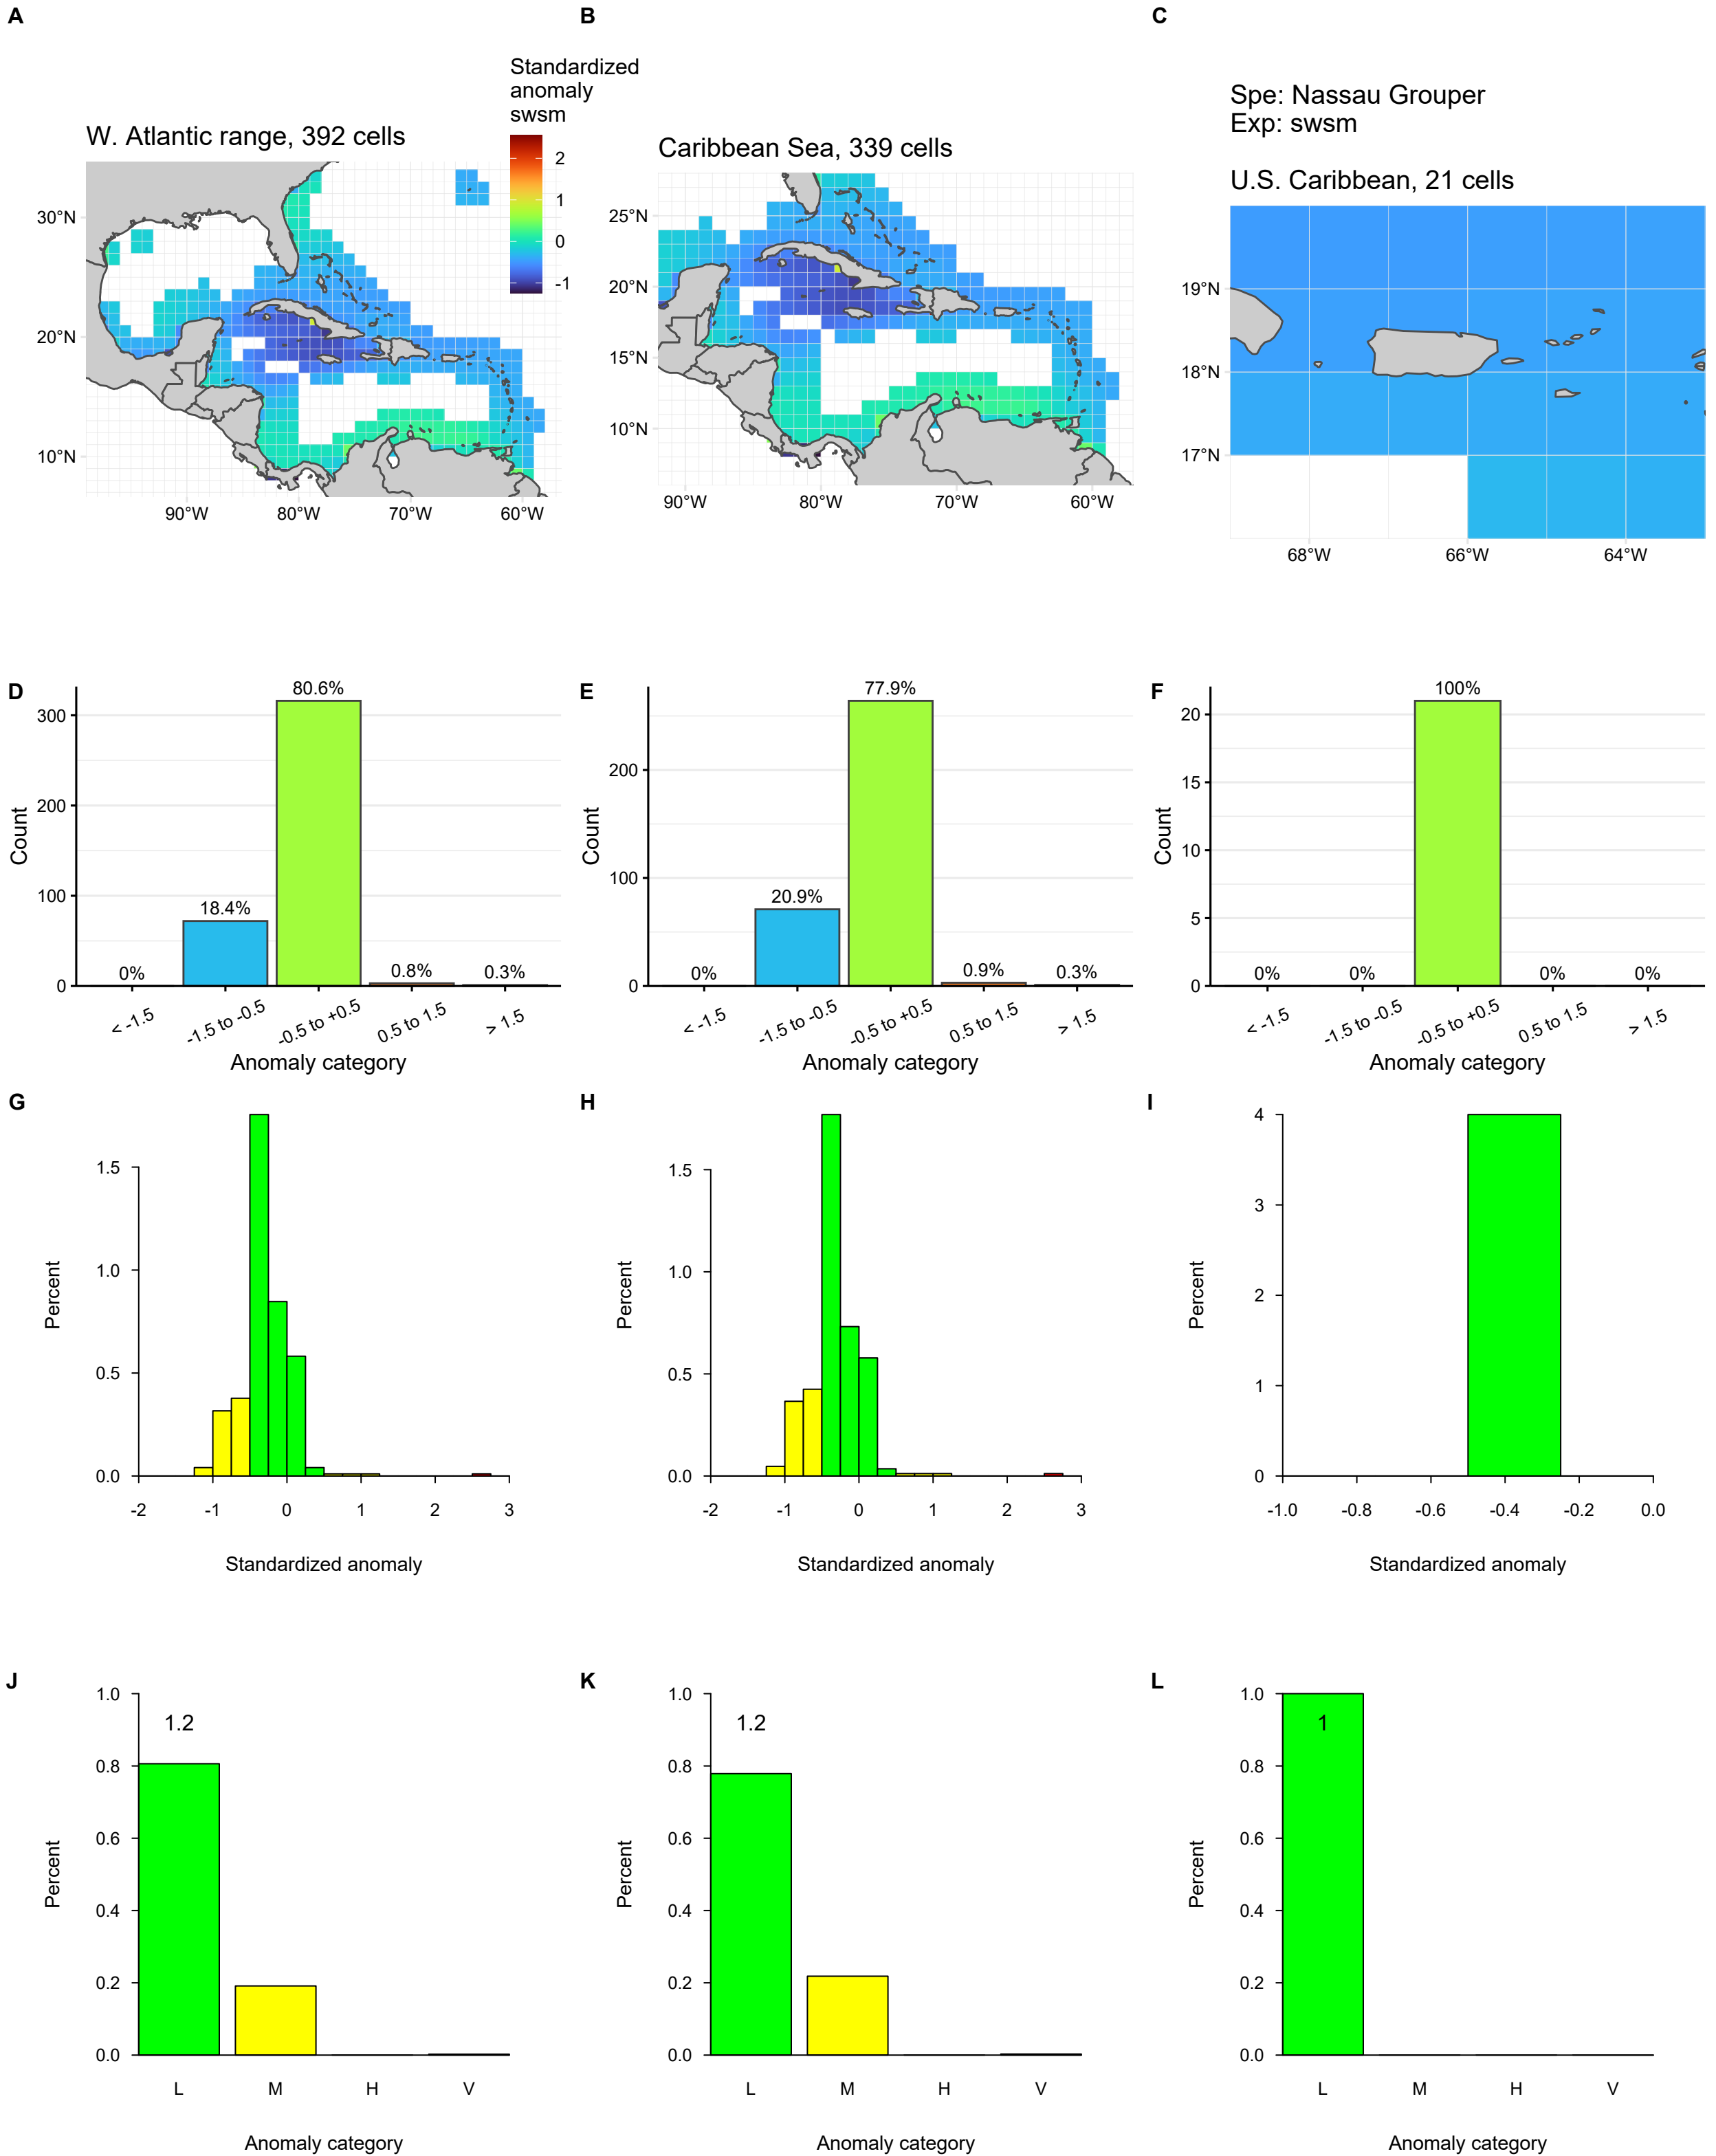 A
B
C
Standardized
anomaly
swsm
2
1
0
-1
W. Atlantic range, 392 cells
30°N
20°N
10°N
90°W 80°W 70°W 60°W
Caribbean Sea, 339 cells
25°N
20°N
15°N
10°N
90°W 80°W 70°W 60°W
Spe: Nassau Grouper
Exp: swsm
U.S. Caribbean, 21 cells
19°N
18°N
17°N
68°W 66°W 64°W
D
Count
300
200
100
0
0% 18.4% 80.6% 0.8% 0.3%
< -1.5 -1.5 to -0.5 -0.5 to +0.5 0.5 to 1.5 > 1.5
Anomaly category
E
Count
200
100
0
0% 20.9% 77.9% 0.9% 0.3%
< -1.5 -1.5 to -0.5 -0.5 to +0.5 0.5 to 1.5 > 1.5
Anomaly category
F
Count
20
15
10
5
0
0% 0% 100% 0% 0%
< -1.5 -1.5 to -0.5 -0.5 to +0.5 0.5 to 1.5 > 1.5
Anomaly category
G
Percent
1.5
1.0
0.5
0.0
-2 -1 0 1 2 3
Standardized anomaly
H
Percent
1.5
1.0
0.5
0.0
-2 -1 0 1 2 3
Standardized anomaly
I
Percent
4
3
2
1
0
-1.0 -0.8 -0.6 -0.4 -0.2 0.0
Standardized anomaly
J
Percent
1.0
0.8
0.6
0.4
0.2
0.0
1.2
L M H V
Anomaly category
K
Percent
1.0
0.8
0.6
0.4
0.2
0.0
1.2
L M H V
Anomaly category
L
Percent
1.0
0.8
0.6
0.4
0.2
0.0
1
L M H V
Anomaly category